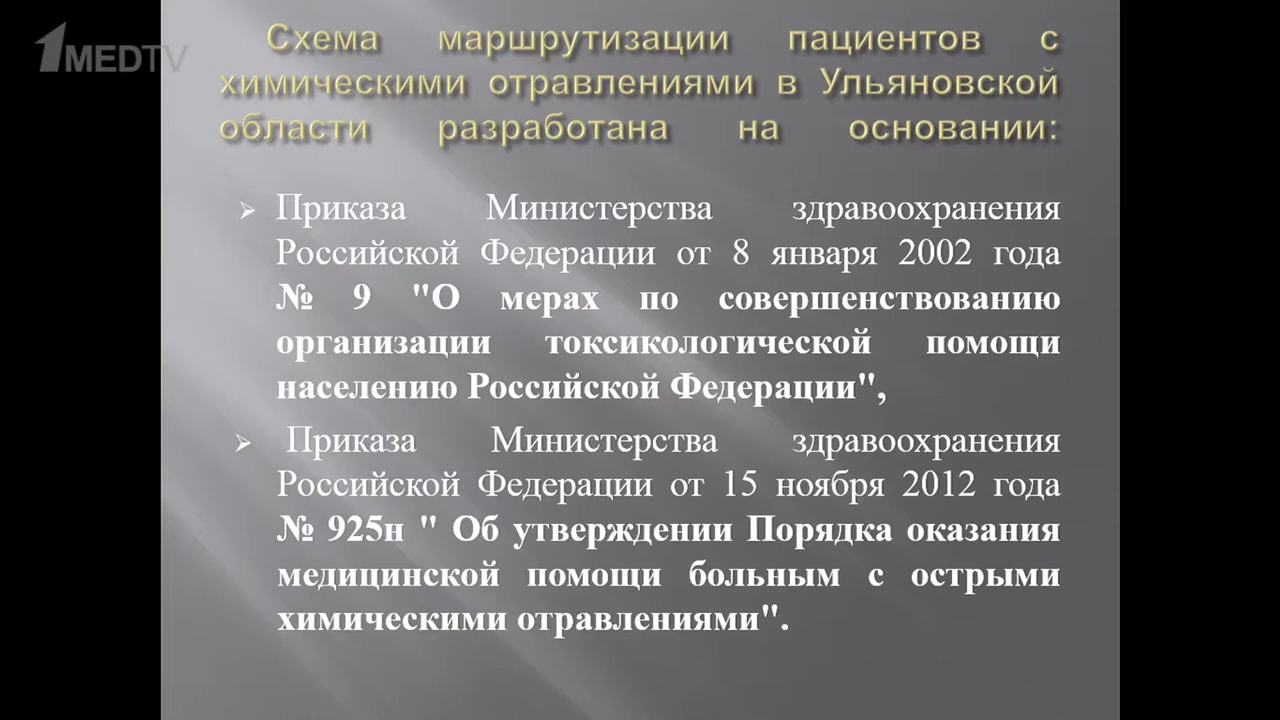 1MEDTV
Схема маршрутизации пациентов с
химическими отравлениями в Ульяновской
области разработана на основании:
Приказа Министерства здравоохранения
Российской Федерации от 8 января 2002 года
№ 9 "О мерах по совершенствованию
организации токсикологической помощи
населению Российской Федерации",
Приказа Министерства здравоохранения
Российской Федерации от 15 ноября 2012 года
№ 925н " Об утверждении Порядка оказания
медицинской помощи больным с острыми
химическими отравлениями".